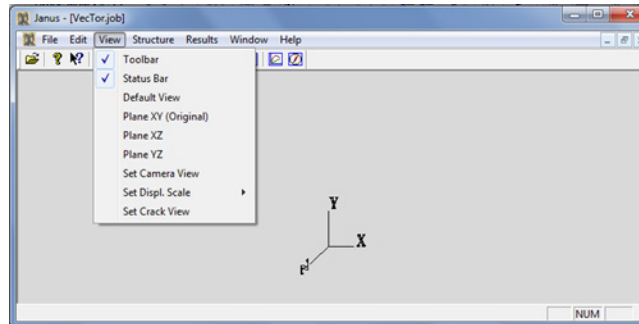 Janus - [VecTor.job]
File Edit View Structure Results Window Help
Toolbar
Status Bar
Default View
Plane XY (Original)
Plane XZ
Plane YZ
Set Camera View
Set Displ. Scale
Set Crack View
Y
X
NUM